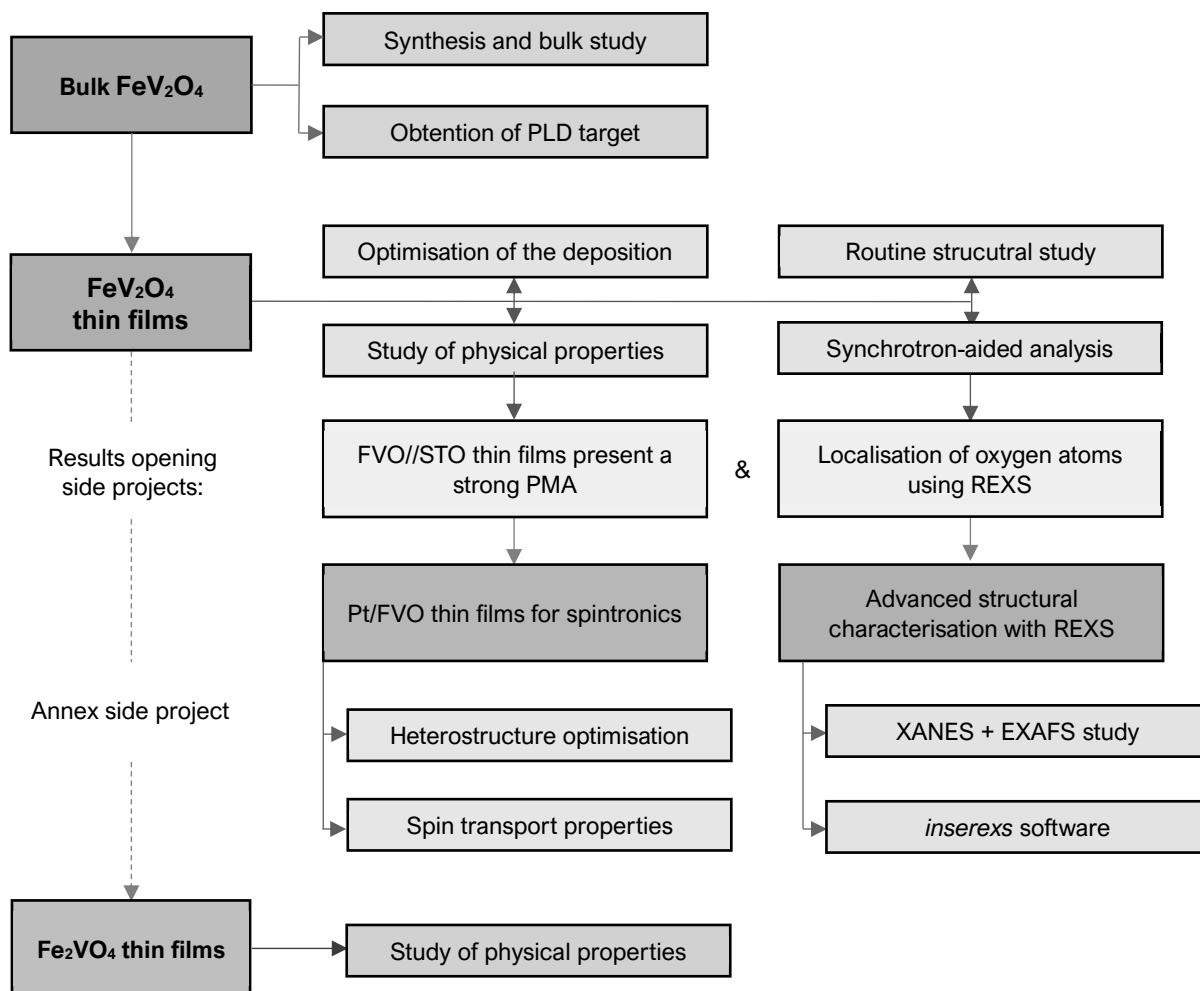 Synthesis and bulk study
Bulk FeV₂O₄
Obtention of PLD target
Optimisation of the deposition
Routine strucutral study
FeV₂O₄
thin films
Study of physical properties
Synchrotron-aided analysis
Results opening
side projects:
FVO//STO thin films present a
strong PMA
&
Localisation of oxygen atoms
using REXS
Pt/FVO thin films for spintronics
Advanced structural
characterisation with REXS
Annex side project
Heterostructure optimisation
XANES + EXAFS study
Spin transport properties
inserexs software
Fe₂VO₄ thin films
Study of physical properties